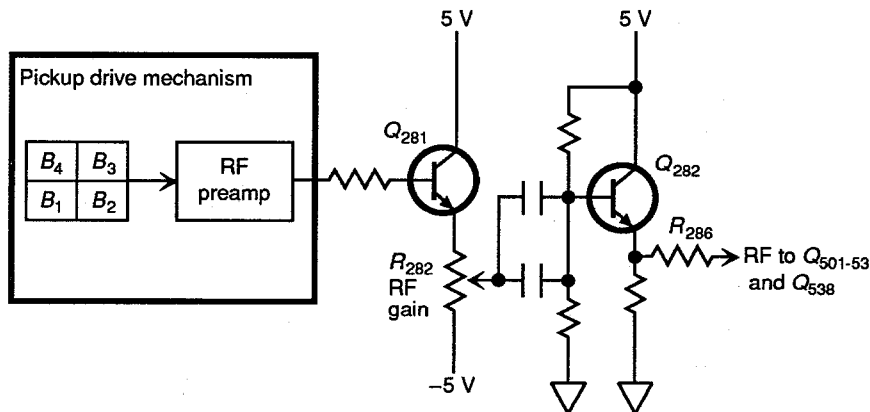 5 V
5 V
Pickup drive mechanism
Q281
B4
B3
B1
B2
RF
preamp
Q282
R286
RF to Q501-53
and Q538
R282
RF
gain
−5 V